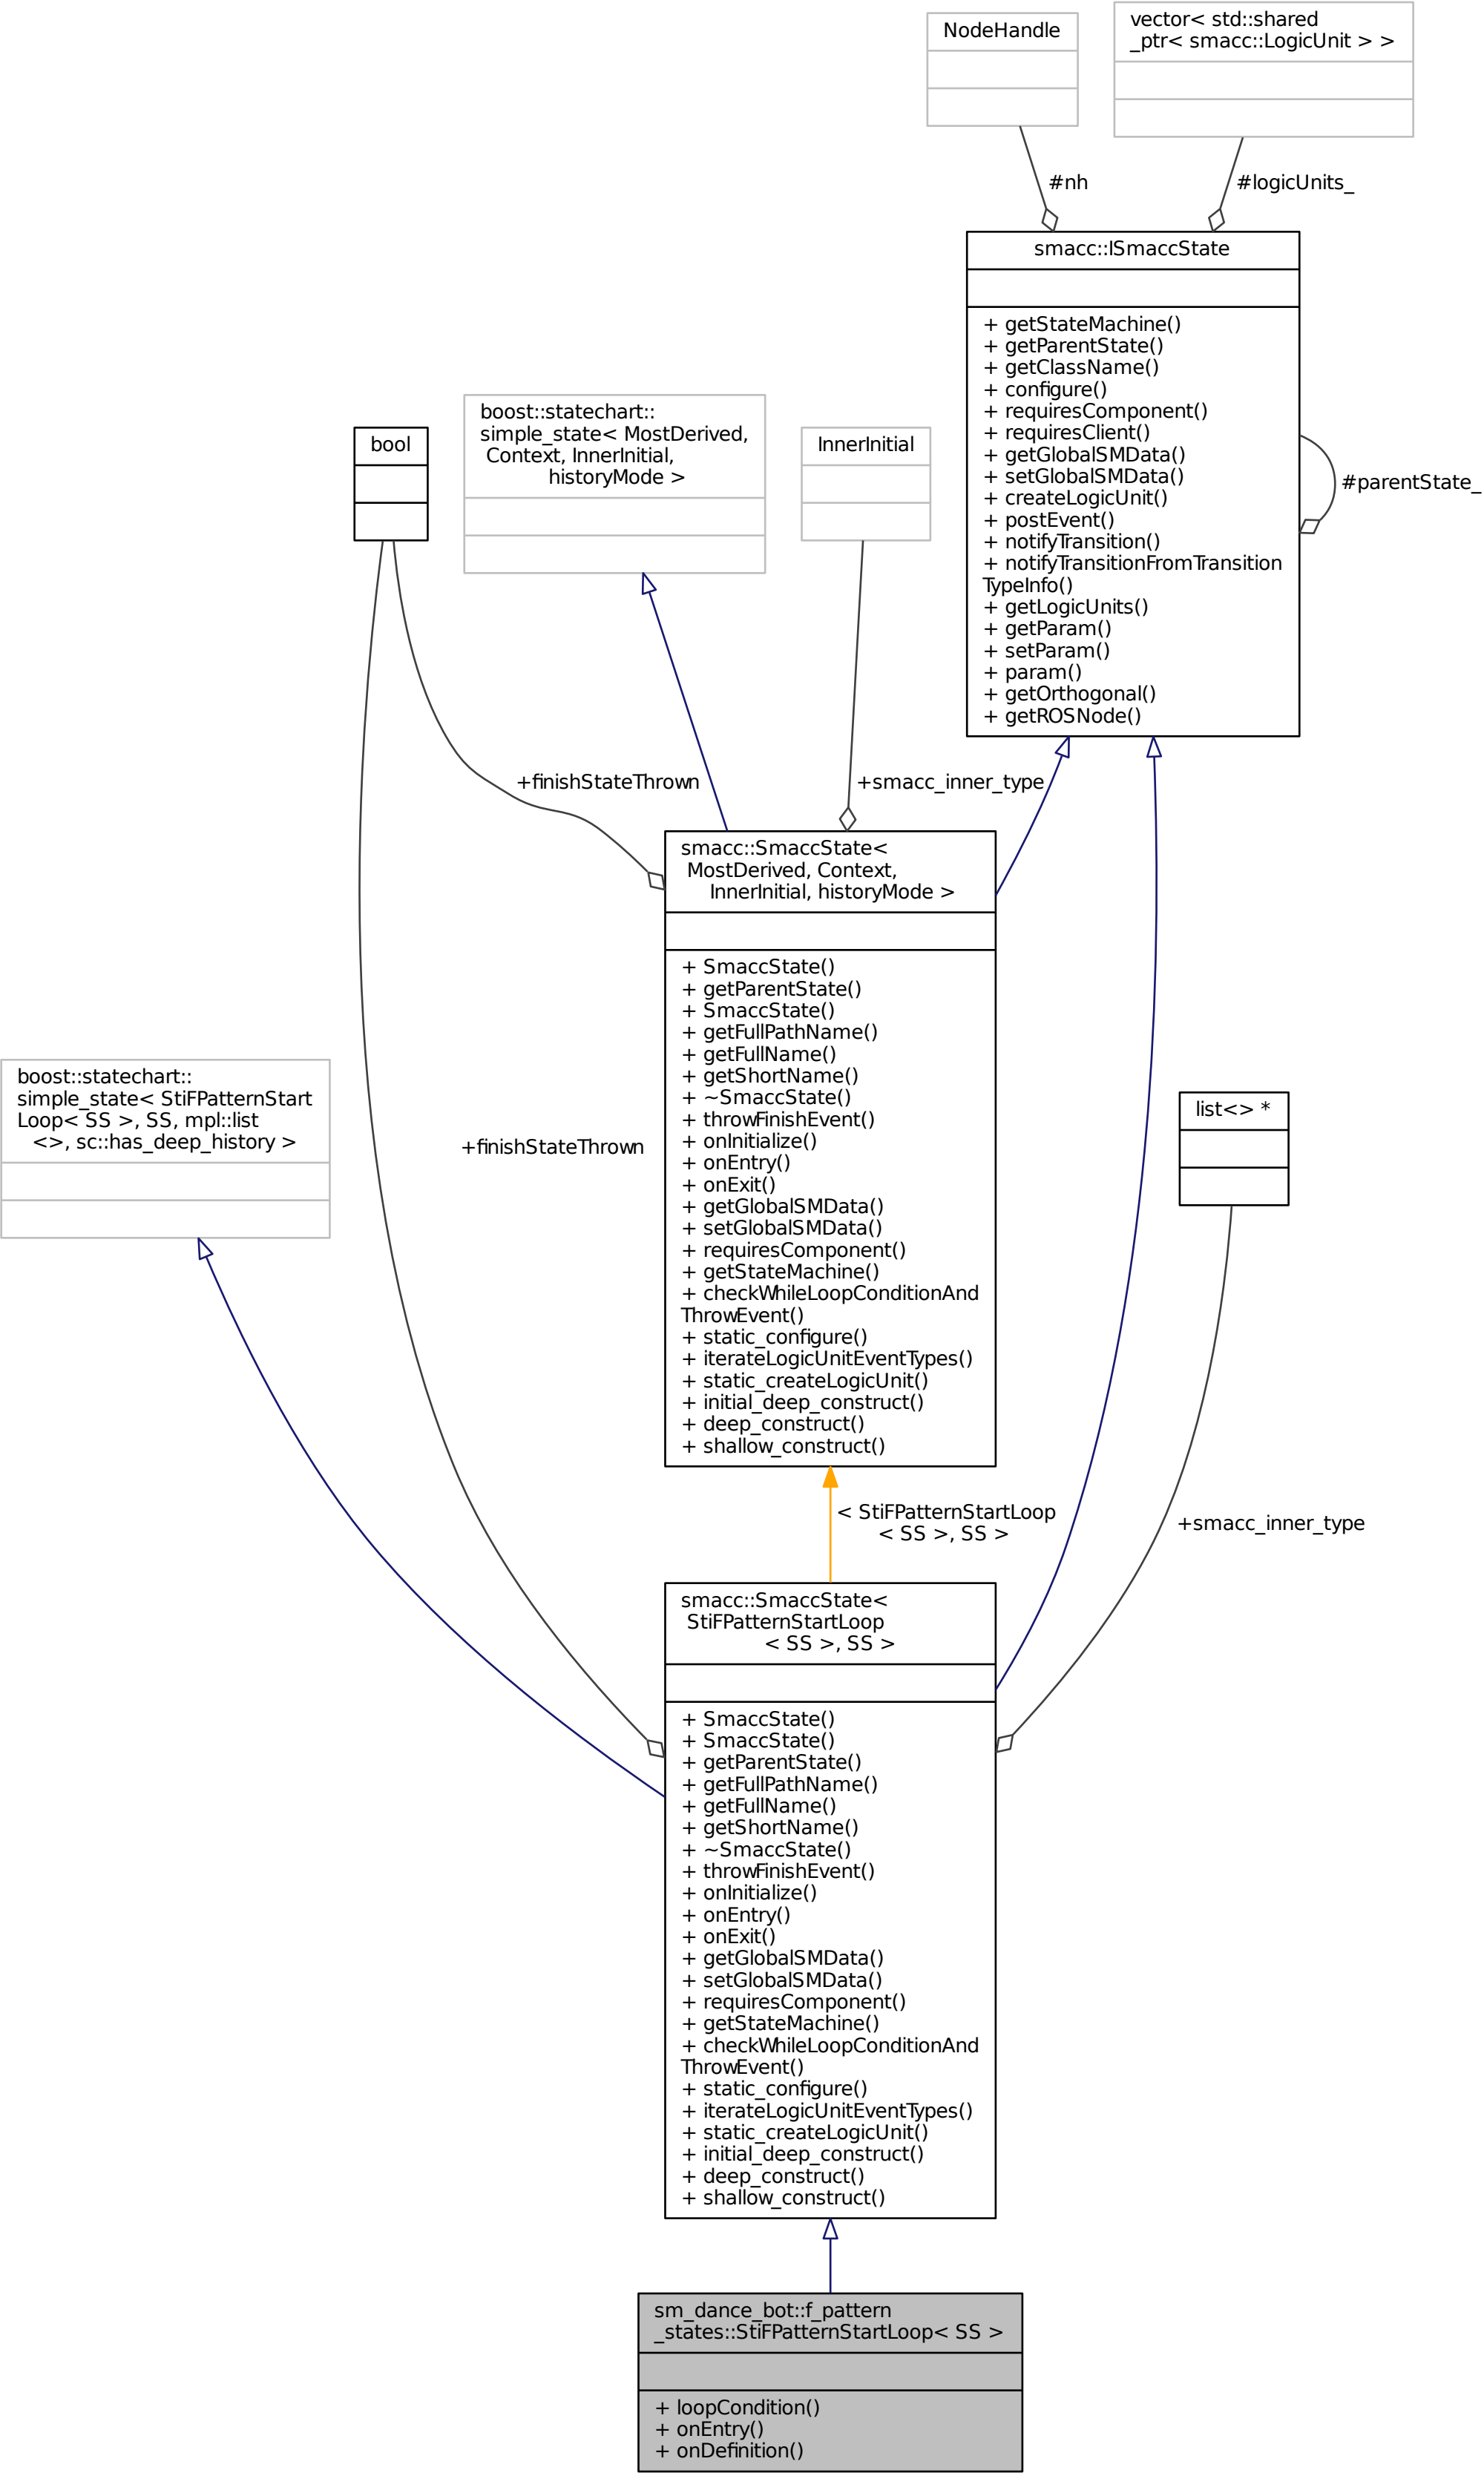 NodeHandle
vector< std::shared
_ptr< smacc::LogicUnit > >
#nh
#logicUnits_
smacc::ISmaccState
+ getStateMachine()
+ getParentState()
+ getClassName()
+ configure()
+ requiresComponent()
+ requiresClient()
+ getGlobalSMData()
+ setGlobalSMData()
+ createLogicUnit()
+ postEvent()
+ notifyTransition()
+ notifyTransitionFromTransition
TypeInfo()
+ getLogicUnits()
+ getParam()
+ setParam()
+ param()
+ getOrthogonal()
+ getROSNode()
#parentState_
bool
boost::statechart::
simple_state< MostDerived,
Context, InnerInitial,
historyMode >
InnerInitial
+finishStateThrown
+smacc_inner_type
smacc::SmaccState<
MostDerived, Context,
InnerInitial, historyMode >
+ SmaccState()
+ getParentState()
+ SmaccState()
+ getFullPathName()
+ getFullName()
+ getShortName()
+ ~SmaccState()
+ throwFinishEvent()
+ onInitialize()
+ onEntry()
+ onExit()
+ getGlobalSMData()
+ setGlobalSMData()
+ requiresComponent()
+ getStateMachine()
+ checkWhileLoopConditionAnd
ThrowEvent()
+ static_configure()
+ iterateLogicUnitEventTypes()
+ static_createLogicUnit()
+ initial_deep_construct()
+ deep_construct()
+ shallow_construct()
boost::statechart::
simple_state< StiFPatternStart
Loop< SS >, SS, mpl::list
<>, sc::has_deep_history >
+finishStateThrown
list<> *
< StiFPatternStartLoop
< SS >, SS >
+smacc_inner_type
smacc::SmaccState<
StiFPatternStartLoop
< SS >, SS >
+ SmaccState()
+ SmaccState()
+ getParentState()
+ getFullPathName()
+ getFullName()
+ getShortName()
+ ~SmaccState()
+ throwFinishEvent()
+ onInitialize()
+ onEntry()
+ onExit()
+ getGlobalSMData()
+ setGlobalSMData()
+ requiresComponent()
+ getStateMachine()
+ checkWhileLoopConditionAnd
ThrowEvent()
+ static_configure()
+ iterateLogicUnitEventTypes()
+ static_createLogicUnit()
+ initial_deep_construct()
+ deep_construct()
+ shallow_construct()
sm_dance_bot::f_pattern
_states::StiFPatternStartLoop< SS >
+ loopCondition()
+ onEntry()
+ onDefinition()